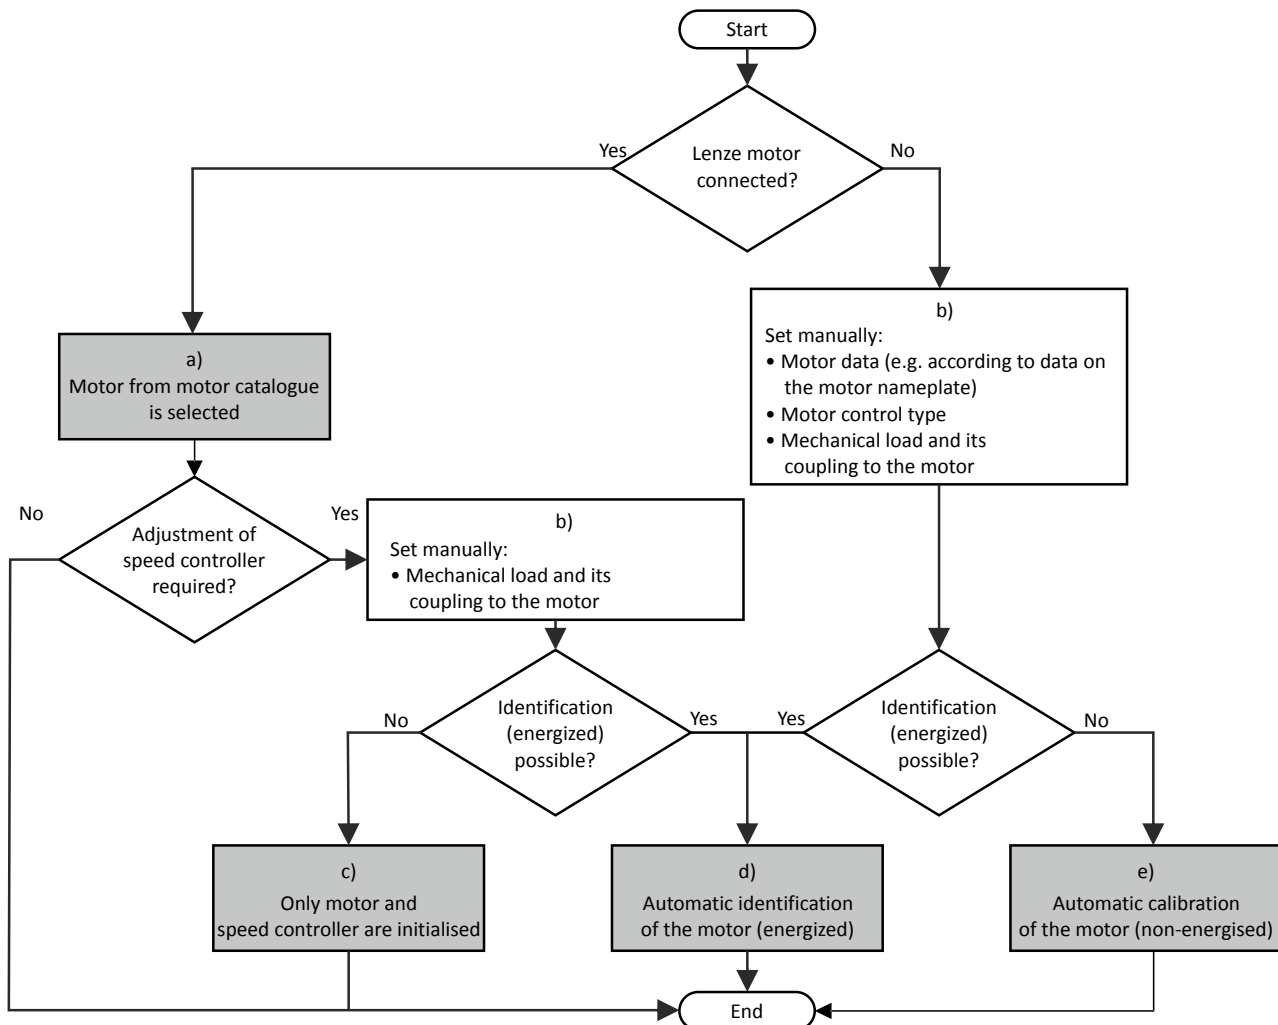 Start
Lenze motor
connected?
Yes
No
a)
Motor from motor catalogue
is selected
b)
Set manually:
• Motor data (e.g. according to data on
the motor nameplate)
• Motor control type
• Mechanical load and its
coupling to the motor
No
Adjustment of
speed controller
required?
Yes
b)
Set manually:
• Mechanical load and its
coupling to the motor
No
Identification
(energized)
possible?
Yes
Yes
Identification
(energized)
possible?
No
c)
Only motor and
speed controller are initialised
d)
Automatic identification
of the motor (energized)
e)
Automatic calibration
of the motor (non-energised)
End